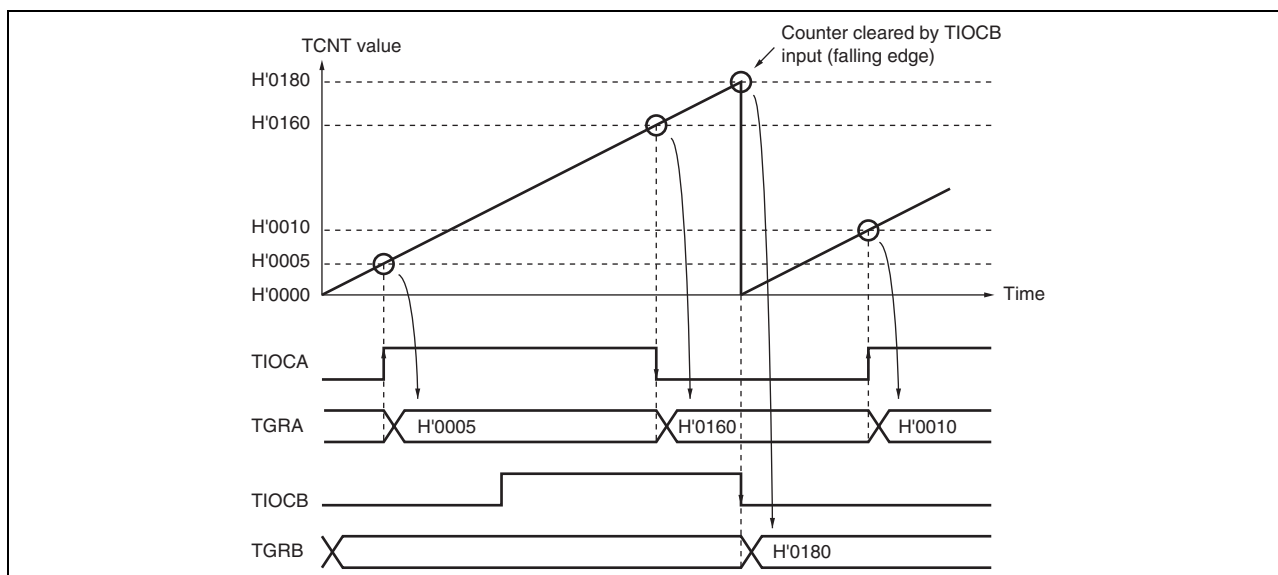 Counter cleared by TIOCB
input (falling edge)
TCNT value
H'0180
H'0160
H'0010
H'0005
H'0000
Time
TIOCA
TGRA
H'0005
H'0160
H'0010
TIOCB
TGRB
H'0180